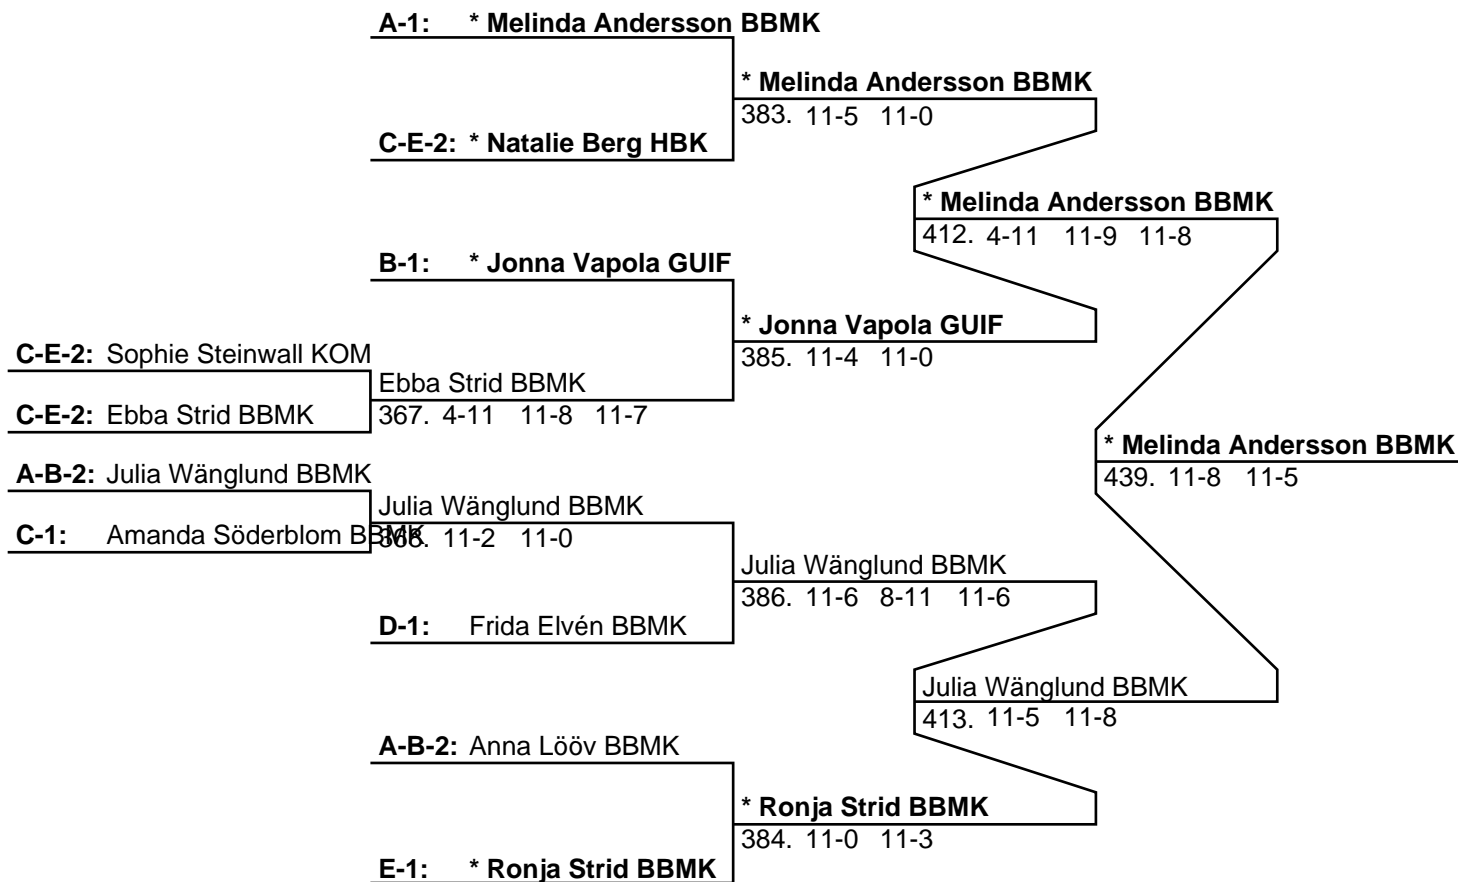 A-1: * Melinda Andersson BBMK
* Melinda Andersson BBMK
383. 11-5 11-0
C-E-2: * Natalie Berg HBK
* Melinda Andersson BBMK
412. 4-11 11-9 11-8
B-1: * Jonna Vapola GUIF
* Jonna Vapola GUIF
385. 11-4 11-0
C-E-2: Sophie Steinwall KOM
Ebba Strid BBMK
367. 4-11 11-8 11-7
C-E-2: Ebba Strid BBMK
* Melinda Andersson BBMK
439. 11-8 11-5
A-B-2: Julia Wänglund BBMK
Julia Wänglund BBMK
368. 11-2 11-0
C-1: Amanda Söderblom BBMK
Julia Wänglund BBMK
386. 11-6 8-11 11-6
D-1: Frida Elvén BBMK
Julia Wänglund BBMK
413. 11-5 11-8
A-B-2: Anna Lööv BBMK
* Ronja Strid BBMK
384. 11-0 11-3
E-1: * Ronja Strid BBMK